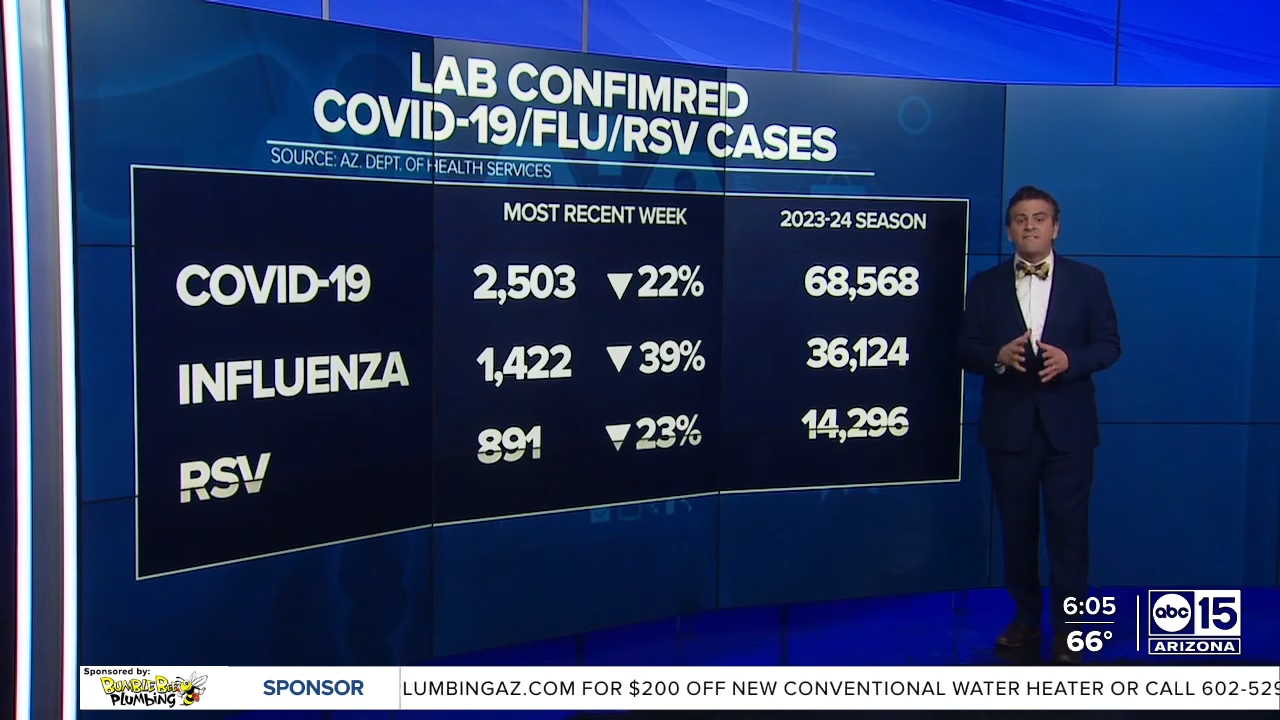 LAB CONFIMRED
COVID-19/FLU/RSV CASES
SOURCE: AZ. DEPT. OF HEALTH SERVICES
MOST RECENT WEEK 2023-24 SEASON
COVID-19 2,503 ▼22% 68,568
INFLUENZA 1,422 ▼39% 36,124
RSV 891 ▼23% 14,296
6:05
66°
abc 15
ARIZONA
Sponsored by:
BUMBLE BEE
PLUMBING
SPONSOR
LUMBINGAZ.COM FOR $200 OFF NEW CONVENTIONAL WATER HEATER OR CALL 602-529